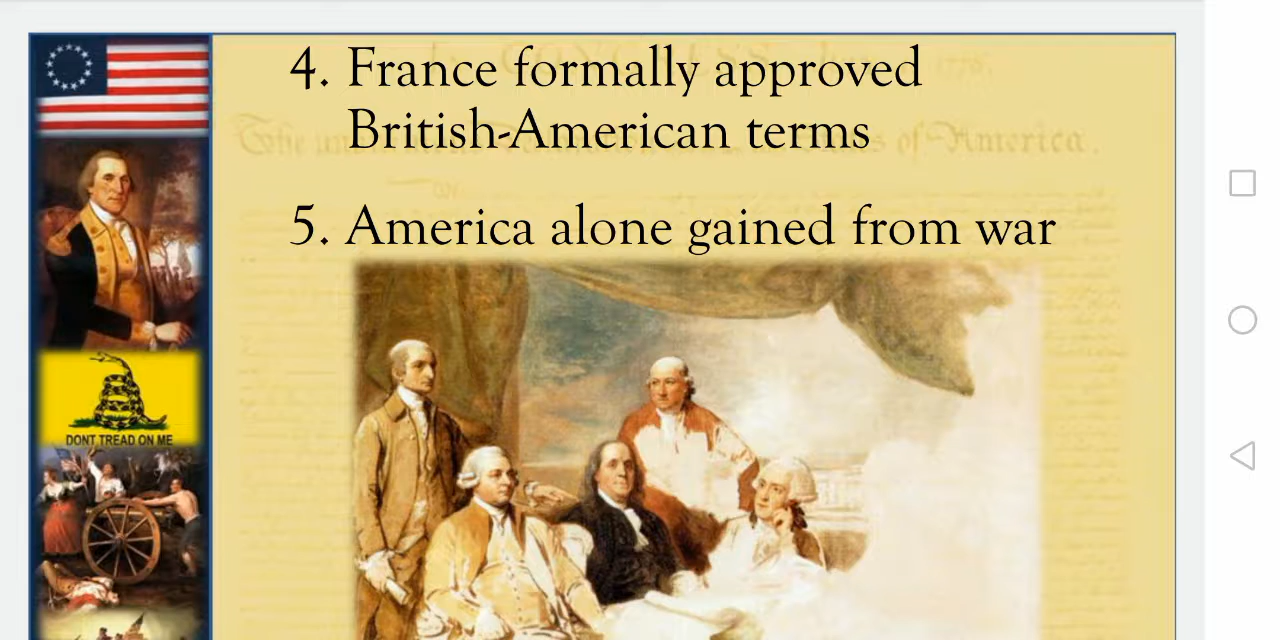 4. France formally approved
British-American terms
5. America alone gained from war
DONT TREAD ON ME